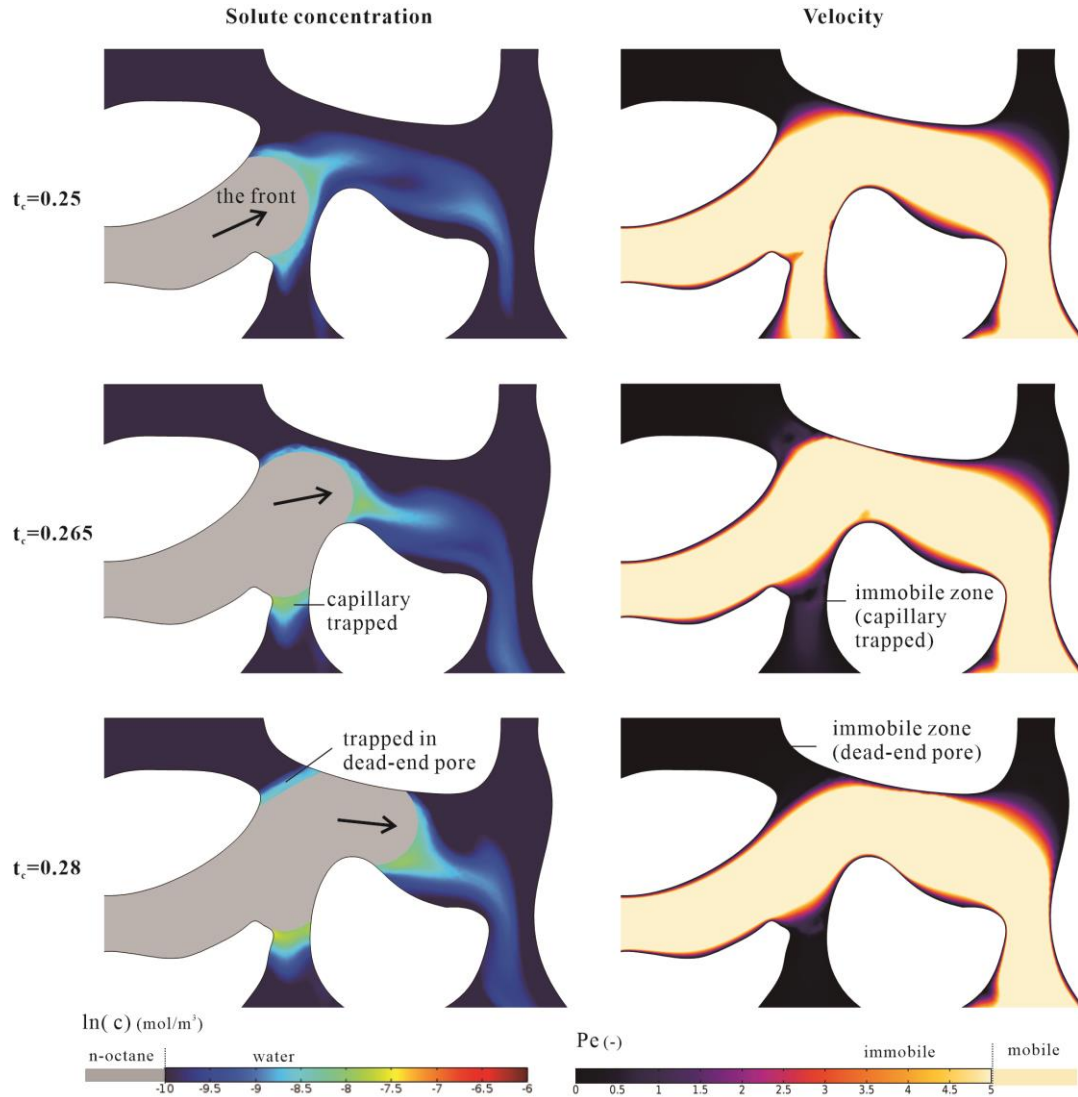 Solute concentration
Velocity
t_c=0.25
the front
t_c=0.265
capillary
trapped
immobile zone
(capillary
trapped)
t_c=0.28
trapped in
dead-end pore
immobile zone
(dead-end pore)
ln( c) (mol/m³)
n-octane
water
-10 -9.5 -9 -8.5 -8 -7.5 -7 -6.5 -6
Pe (-)
immobile
mobile
0 0.5 1 1.5 2 2.5 3 3.5 4 4.5 5